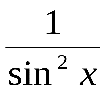 1
sin² x